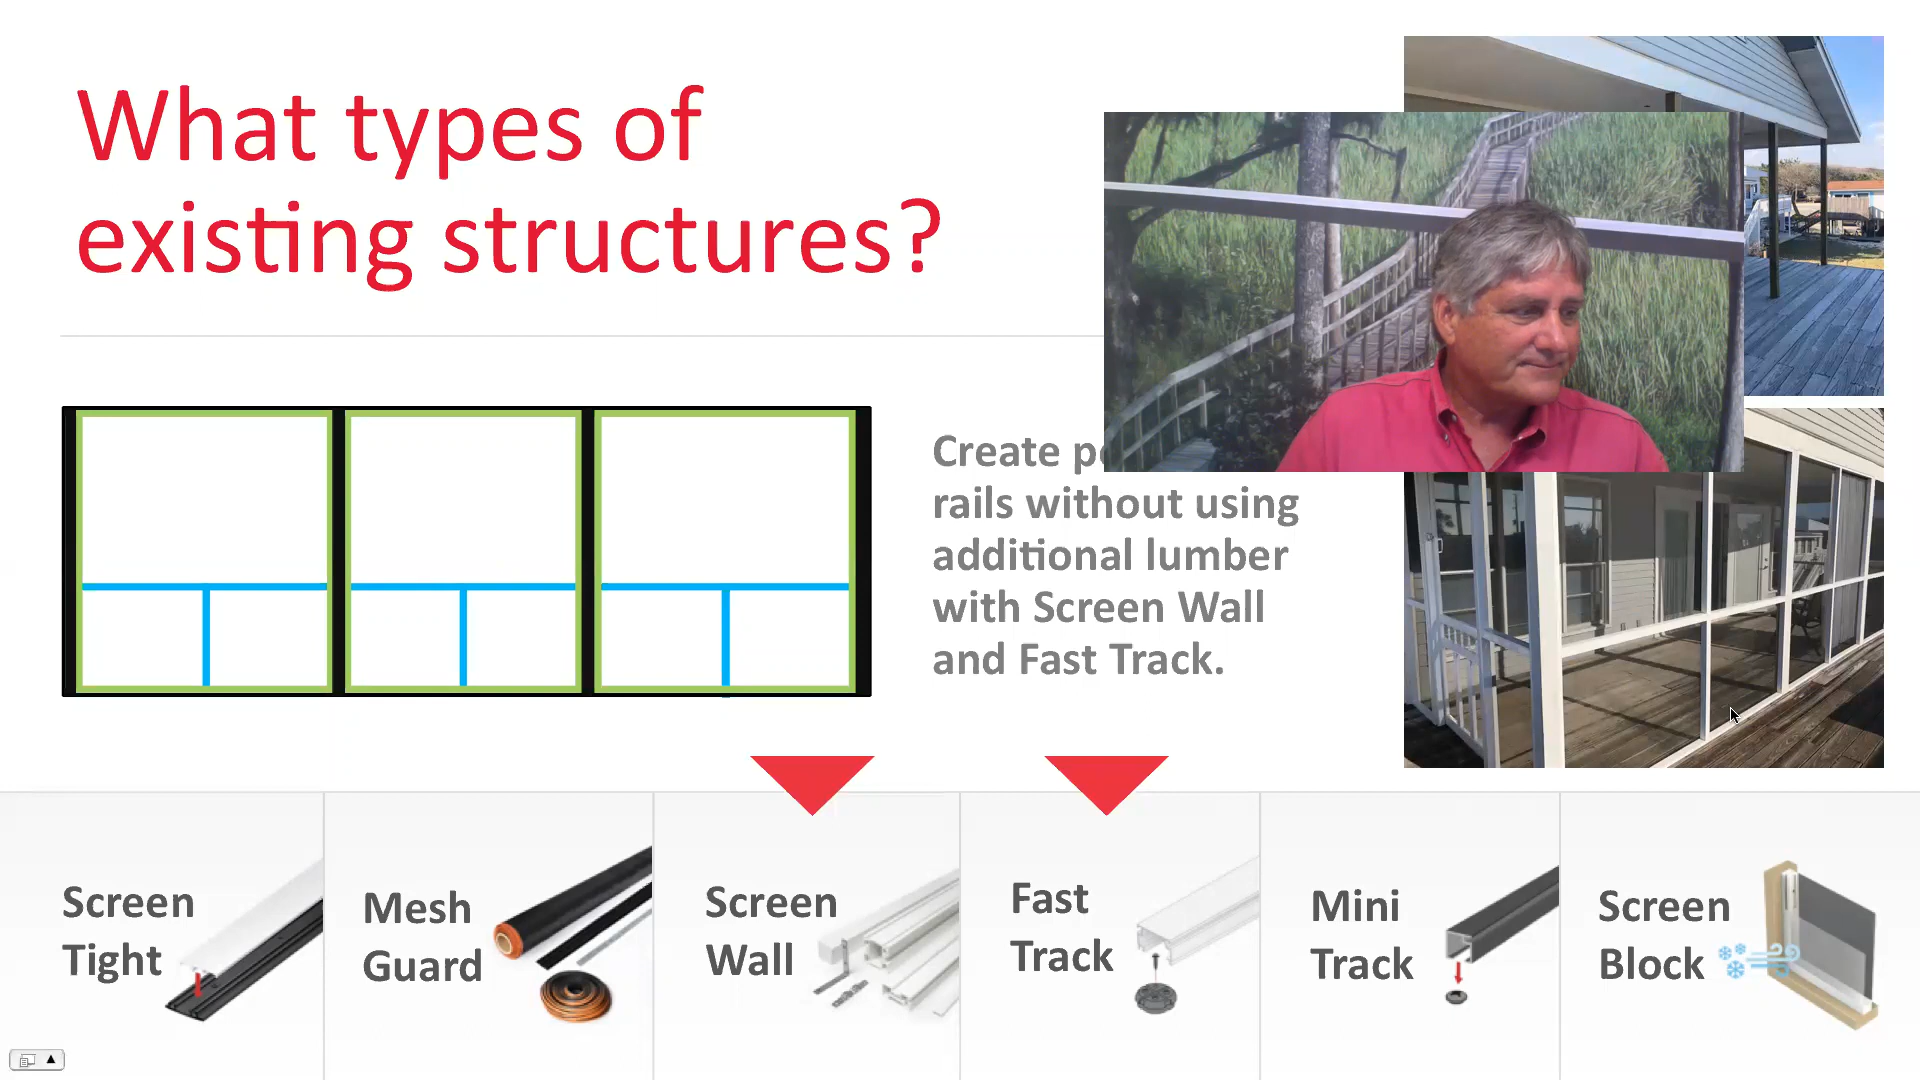 What types of
existing structures?
Create
rails without using
additional lumber
with Screen Wall
and Fast Track.
Screen
Tight
Mesh
Guard
Screen
Wall
Fast
Track
Mini
Track
Screen
Block